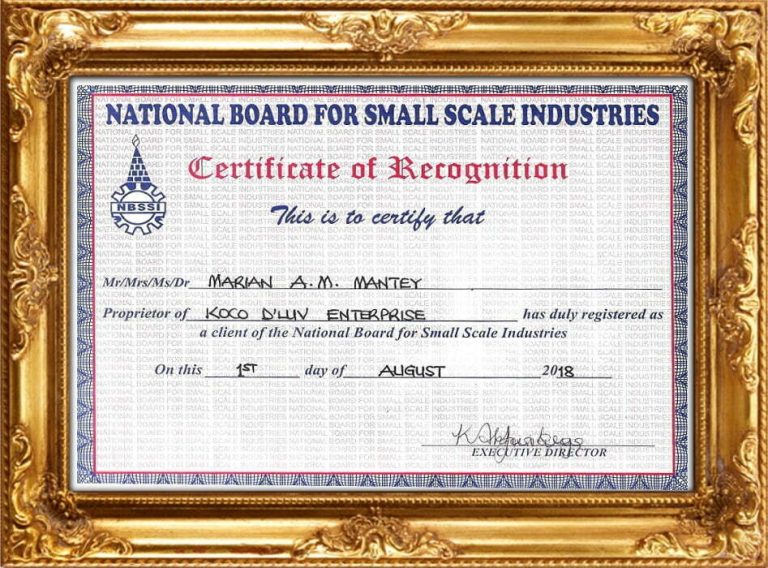 NATIONAL BOARD FOR SMALL SCALE INDUSTRIES
Certificate of Recognition
NBSSI
This is to certify that
Mr/Mrs/Ms/Dr MARIAN A.M. MANTEY
Proprietor of KOCO D'LUV ENTERPRISE has duly registered as
a client of the National Board for Small Scale Industries
On this 1ST day of AUGUST 2018
EXECUTIVE DIRECTOR